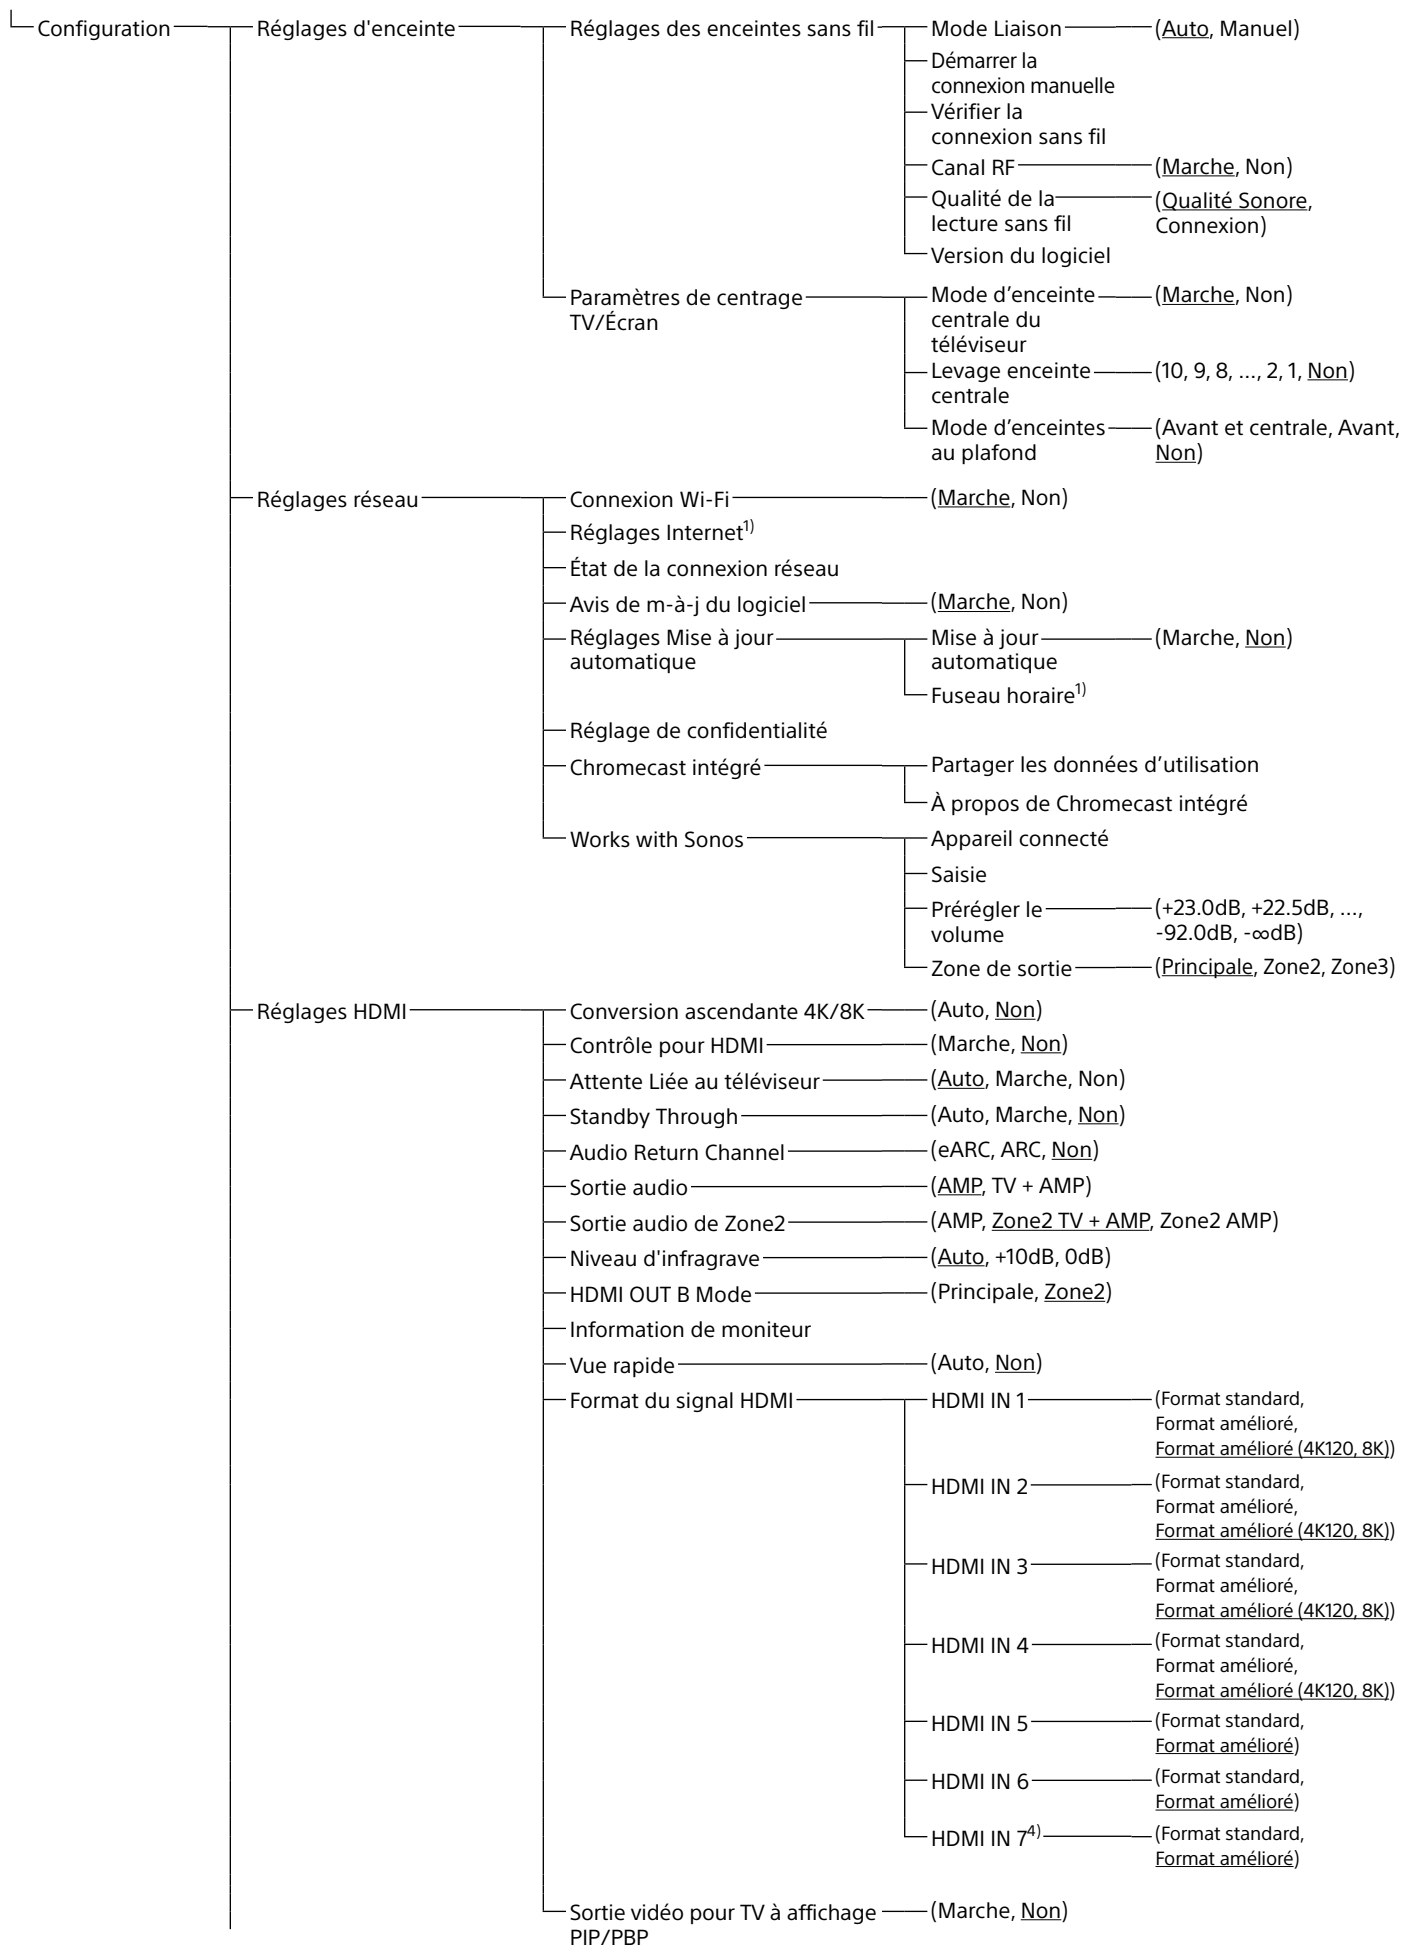 Configuration
Réglages d'enceinte
Réglages des enceintes sans fil
Mode Liaison
(Auto, Manuel)
Démarrer la
connexion manuelle
Vérifier la
connexion sans fil
Canal RF
(Marche, Non)
Qualité de la
lecture sans fil
(Qualité Sonore,
Connexion)
Version du logiciel
Paramètres de centrage
TV/Écran
Mode d’enceinte
centrale du
téléviseur
(Marche, Non)
Levage enceinte
centrale
(10, 9, 8, ..., 2, 1, Non)
Mode d’enceintes
au plafond
(Avant et centrale, Avant,
Non)
Réglages réseau
Connexion Wi-Fi
(Marche, Non)
Réglages Internet1)
État de la connexion réseau
Avis de m-à-j du logiciel
(Marche, Non)
Réglages Mise à jour
automatique
Mise à jour
automatique
(Marche, Non)
Fuseau horaire1)
Réglage de confidentialité
Chromecast intégré
Partager les données d’utilisation
À propos de Chromecast intégré
Works with Sonos
Appareil connecté
Saisie
Prérégler le
volume
(+23.0dB, +22.5dB, ...,
-92.0dB, -∞dB)
Zone de sortie
(Principale, Zone2, Zone3)
Réglages HDMI
Conversion ascendante 4K/8K
(Auto, Non)
Contrôle pour HDMI
(Marche, Non)
Attente Liée au téléviseur
(Auto, Marche, Non)
Standby Through
(Auto, Marche, Non)
Audio Return Channel
(eARC, ARC, Non)
Sortie audio
(AMP, TV + AMP)
Sortie audio de Zone2
(AMP, Zone2 TV + AMP, Zone2 AMP)
Niveau d'infragrave
(Auto, +10dB, 0dB)
HDMI OUT B Mode
(Principale, Zone2)
Information de moniteur
Vue rapide
(Auto, Non)
Format du signal HDMI
HDMI IN 1
(Format standard,
Format amélioré,
Format amélioré (4K120, 8K))
HDMI IN 2
(Format standard,
Format amélioré,
Format amélioré (4K120, 8K))
HDMI IN 3
(Format standard,
Format amélioré,
Format amélioré (4K120, 8K))
HDMI IN 4
(Format standard,
Format amélioré,
Format amélioré (4K120, 8K))
HDMI IN 5
(Format standard,
Format amélioré)
HDMI IN 6
(Format standard,
Format amélioré)
HDMI IN 74)
(Format standard,
Format amélioré)
Sortie vidéo pour TV à affichage
PIP/PBP
(Marche, Non)